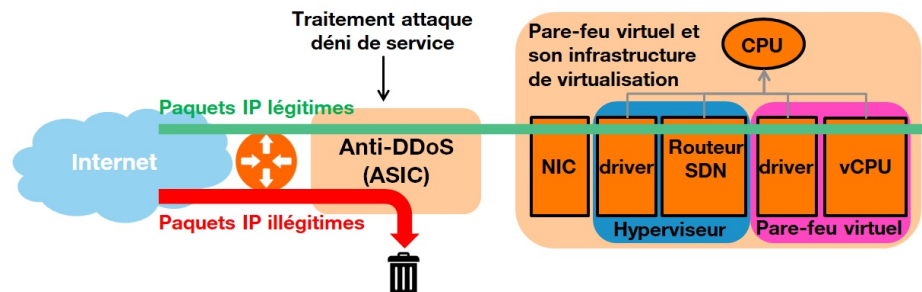 Traitement attaque
déni de service
Pare-feu virtuel et
son infrastructure
de virtualisation
CPU
Paquets IP légitimes
Internet
Anti-DDoS
(ASIC)
NIC
driver
Routeur
SDN
driver
vCPU
Paquets IP illégitimes
Hyperviseur
Pare-feu virtuel